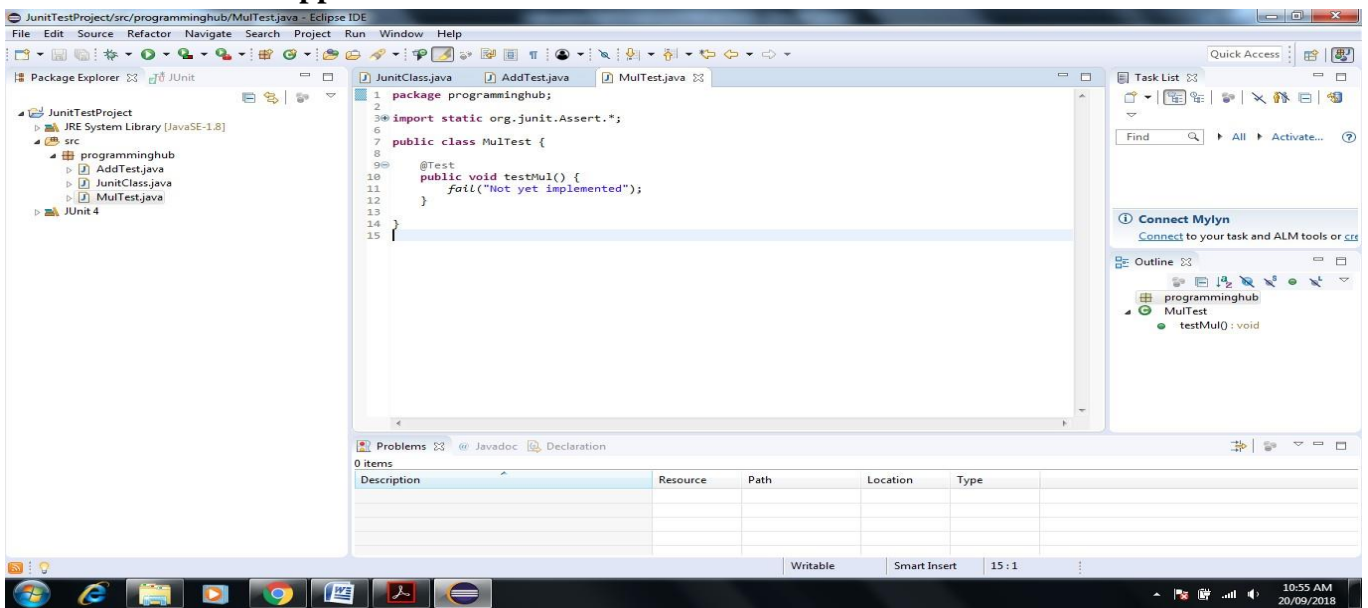 JunitTestProject/src/programminghub/MulTest.java - Eclipse IDE
File Edit Source Refactor Navigate Search Project Run Window Help
Quick Access
Package Explorer JUnit
JunitTestProject
JRE System Library [JavaSE-1.8]
src
programminghub
AddTest.java
JunitClass.java
MulTest.java
JUnit 4
JunitClass.java AddTest.java MulTest.java
1 package programminghub;
2
3 import static org.junit.Assert.*;
6
7 public class MulTest {
8
9 @Test
10 public void testMul() {
11 fail("Not yet implemented");
12 }
13
14 }
15
Task List
Find All Activate...
Connect Mylyn
Connect to your task and ALM tools or cre
Outline
programminghub
MulTest
testMul() : void
Problems Javadoc Declaration
0 items
Description Resource Path Location Type
Writable Smart Insert 15 : 1
10:55 AM
20/09/2018